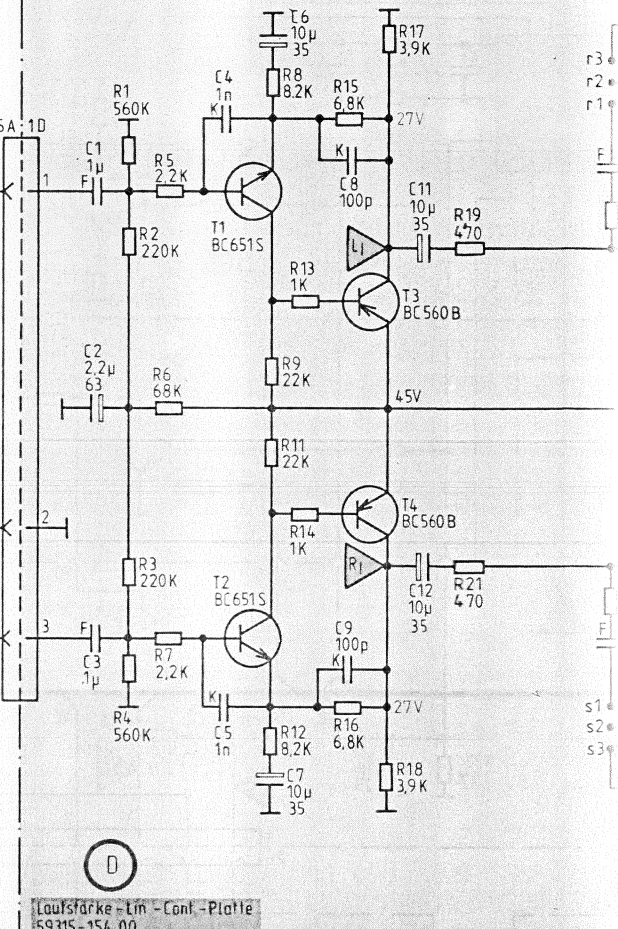 C6
10µ
35
R17
3,9K
R8
8.2K
C4
1n
K
R15
6,8K
27V
R1
560K
r3
r2
r1
1D
C1
1µ
F
1
R5
2,2K
K
C8
100p
C11
10µ
35
R19
470
F
T1
BC651S
R2
220K
L1
R13
1K
T3
BC560B
C2
2,2µ
63
R6
68K
R9
22K
45V
R11
22K
2
R14
1K
T4
BC560B
R3
220K
T2
BC651S
R1
C12
10µ
35
R21
470
3
F
C3
.1µ
R7
2,2K
C9
100p
K
F
R4
560K
K
C5
1n
R12
8,2K
R16
6,8K
27V
s1
s2
s3
C7
10µ
35
R18
3,9K
D
Lautstärke-Lin.-Cont.-Platte
59315-154.00